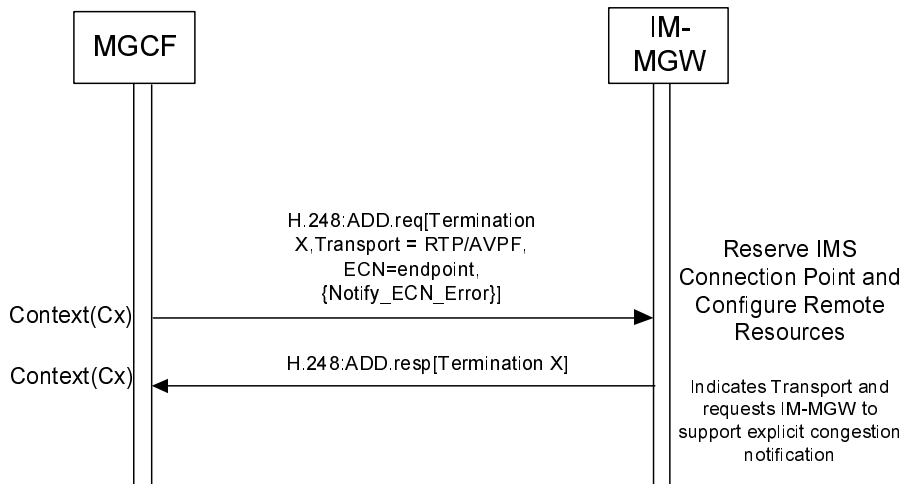 MGCF
IM-
MGW
H.248:ADD.req[Termination
X,Transport = RTP/AVPF,
ECN=endpoint,
{Notify_ECN_Error}]
Reserve IMS
Connection Point and
Configure Remote
Resources
Context(Cx)
H.248:ADD.resp[Termination X]
Context(Cx)
Indicates Transport and
requests IM-MGW to
support explicit congestion
notification